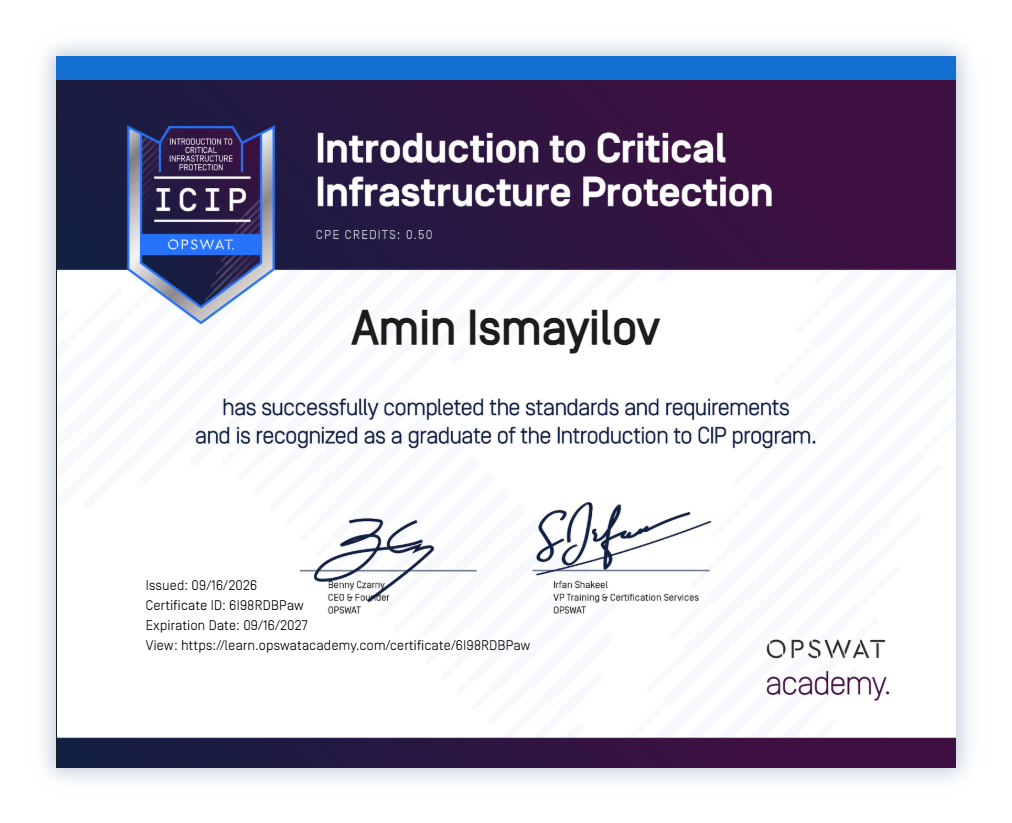 INTRODUCTION TO
CRITICAL
INFRASTRUCTURE
PROTECTION
ICIP
OPSWAT.
Introduction to Critical
Infrastructure Protection
CPE CREDITS: 0.50
Amin Ismayilov
has successfully completed the standards and requirements
and is recognized as a graduate of the Introduction to CIP program.
Benny Czarny
CEO & Founder
OPSWAT
Irfan Shakeel
VP Training & Certification Services
OPSWAT
Issued: 09/16/2026
Certificate ID: 6I98RDBPaw
Expiration Date: 09/16/2027
View: https://learn.opswatacademy.com/certificate/6I98RDBPaw
OPSWAT
academy.